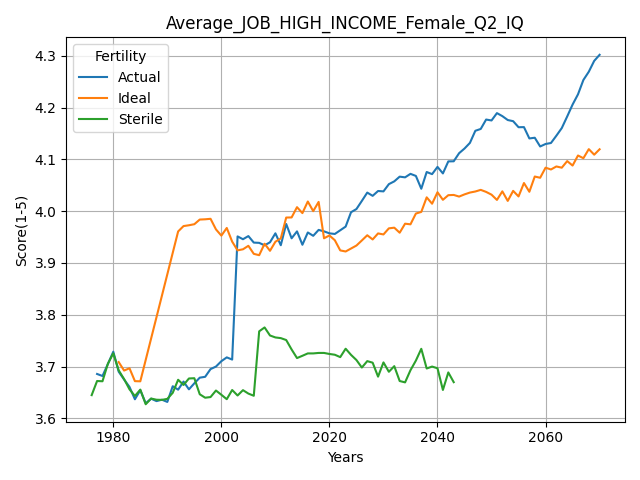 Average_JOB_HIGH_INCOME_Female_Q2_IQ
Fertility
Actual
Ideal
Sterile
Score(1-5)
4.3
4.2
4.1
4.0
3.9
3.8
3.7
3.6
1980 2000 2020 2040 2060
Years